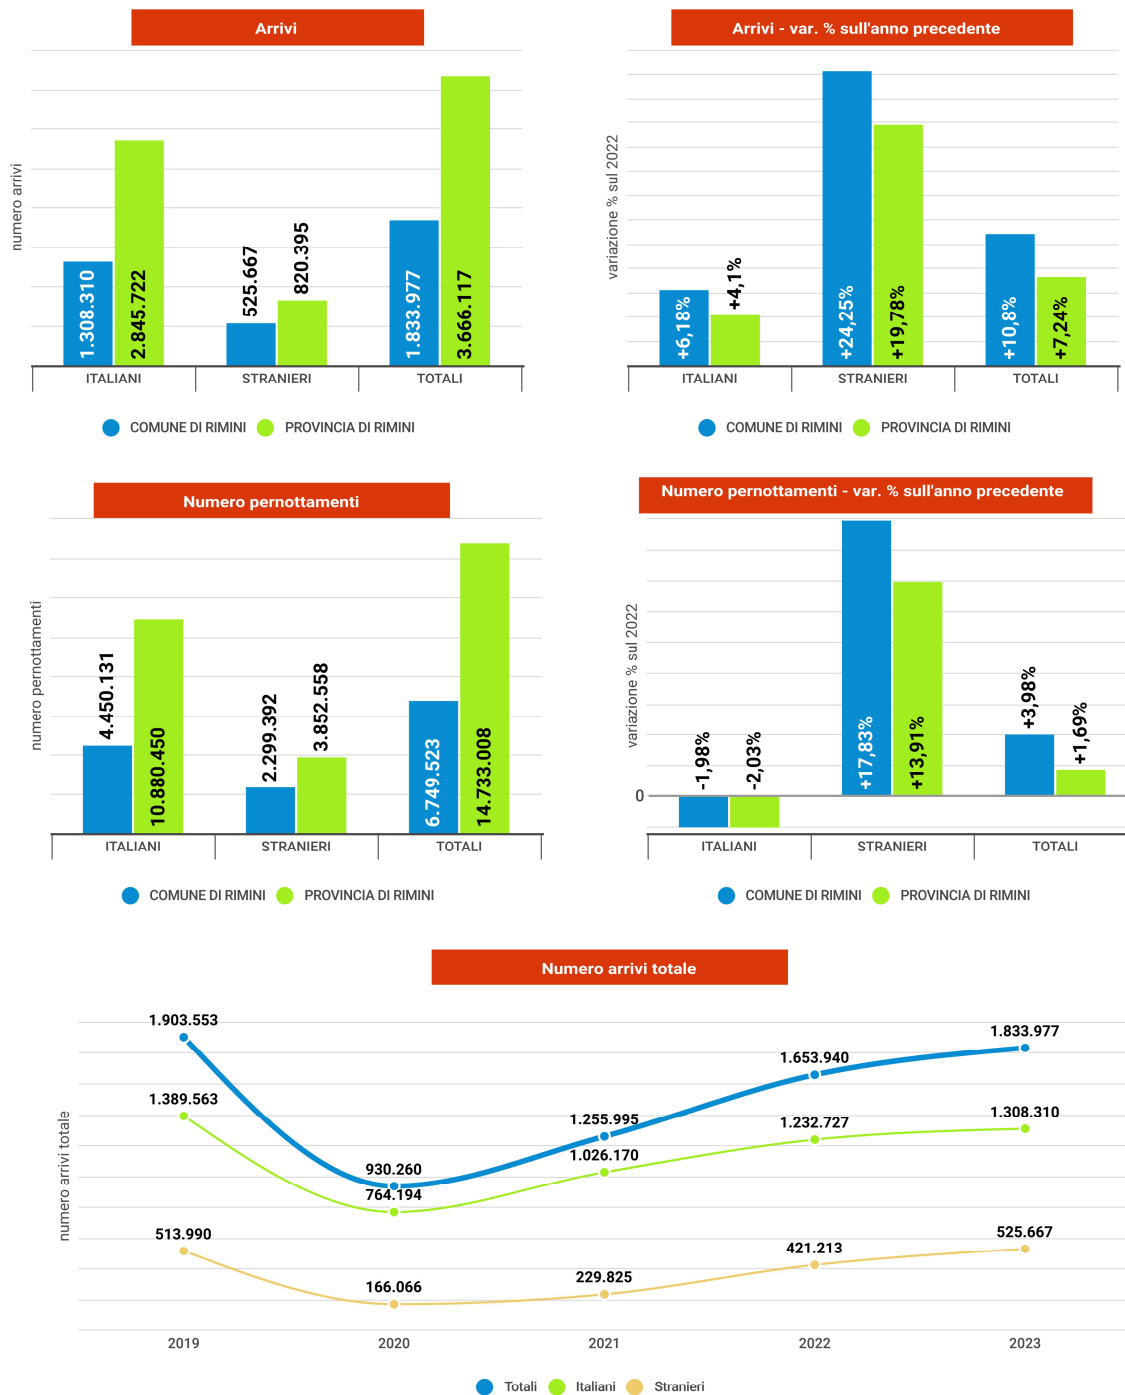 Arrivi
numero arrivi
1.308.310
2.845.722
525.667
820.395
1.833.977
3.666.117
ITALIANI
STRANIERI
TOTALI
COMUNE DI RIMINI
PROVINCIA DI RIMINI
Arrivi - var. % sull'anno precedente
variazione % sul 2022
+6,18%
+4,1%
+24,25%
+19,78%
+10,8%
+7,24%
ITALIANI
STRANIERI
TOTALI
COMUNE DI RIMINI
PROVINCIA DI RIMINI
Numero pernottamenti
numero pernottamenti
4.450.131
10.880.450
2.299.392
3.852.558
6.749.523
14.733.008
ITALIANI
STRANIERI
TOTALI
COMUNE DI RIMINI
PROVINCIA DI RIMINI
Numero pernottamenti - var. % sull'anno precedente
variazione % sul 2022
0
-1,98%
-2,03%
+17,83%
+13,91%
+3,98%
+1,69%
ITALIANI
STRANIERI
TOTALI
COMUNE DI RIMINI
PROVINCIA DI RIMINI
Numero arrivi totale
numero arrivi totale
1.903.553
930.260
1.255.995
1.653.940
1.833.977
1.389.563
764.194
1.026.170
1.232.727
1.308.310
513.990
166.066
229.825
421.213
525.667
2019
2020
2021
2022
2023
Totali
Italiani
Stranieri